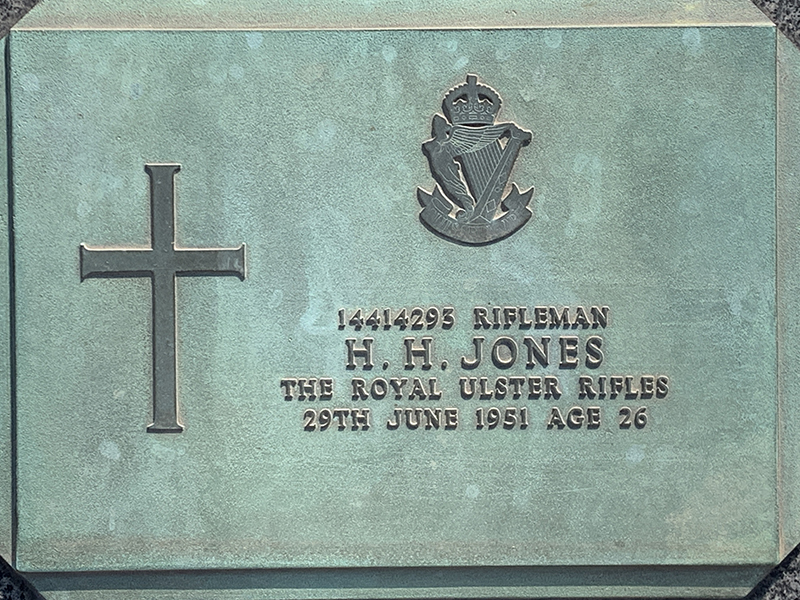 14414293 RIFLEMAN
H. H. JONES
THE ROYAL ULSTER RIFLES
29TH JUNE 1951 AGE 26